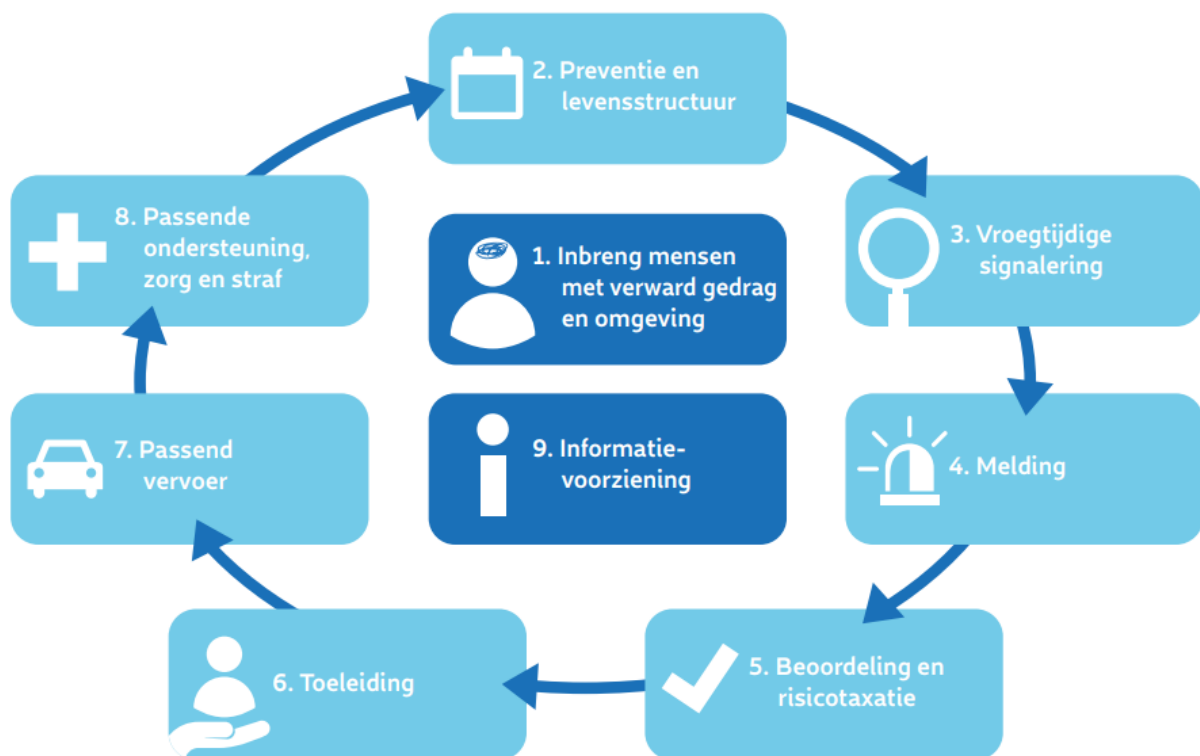 2. Preventie en
levensstructuur
8. Passende
ondersteuning,
zorg en straf
1. Inbreng mensen
met verward gedrag
en omgeving
3. Vroegtijdige
signalering
7. Passend
vervoer
9. Informatie-
voorziening
4. Melding
6. Toeleiding
5. Beoordeling en
risicotaxatie